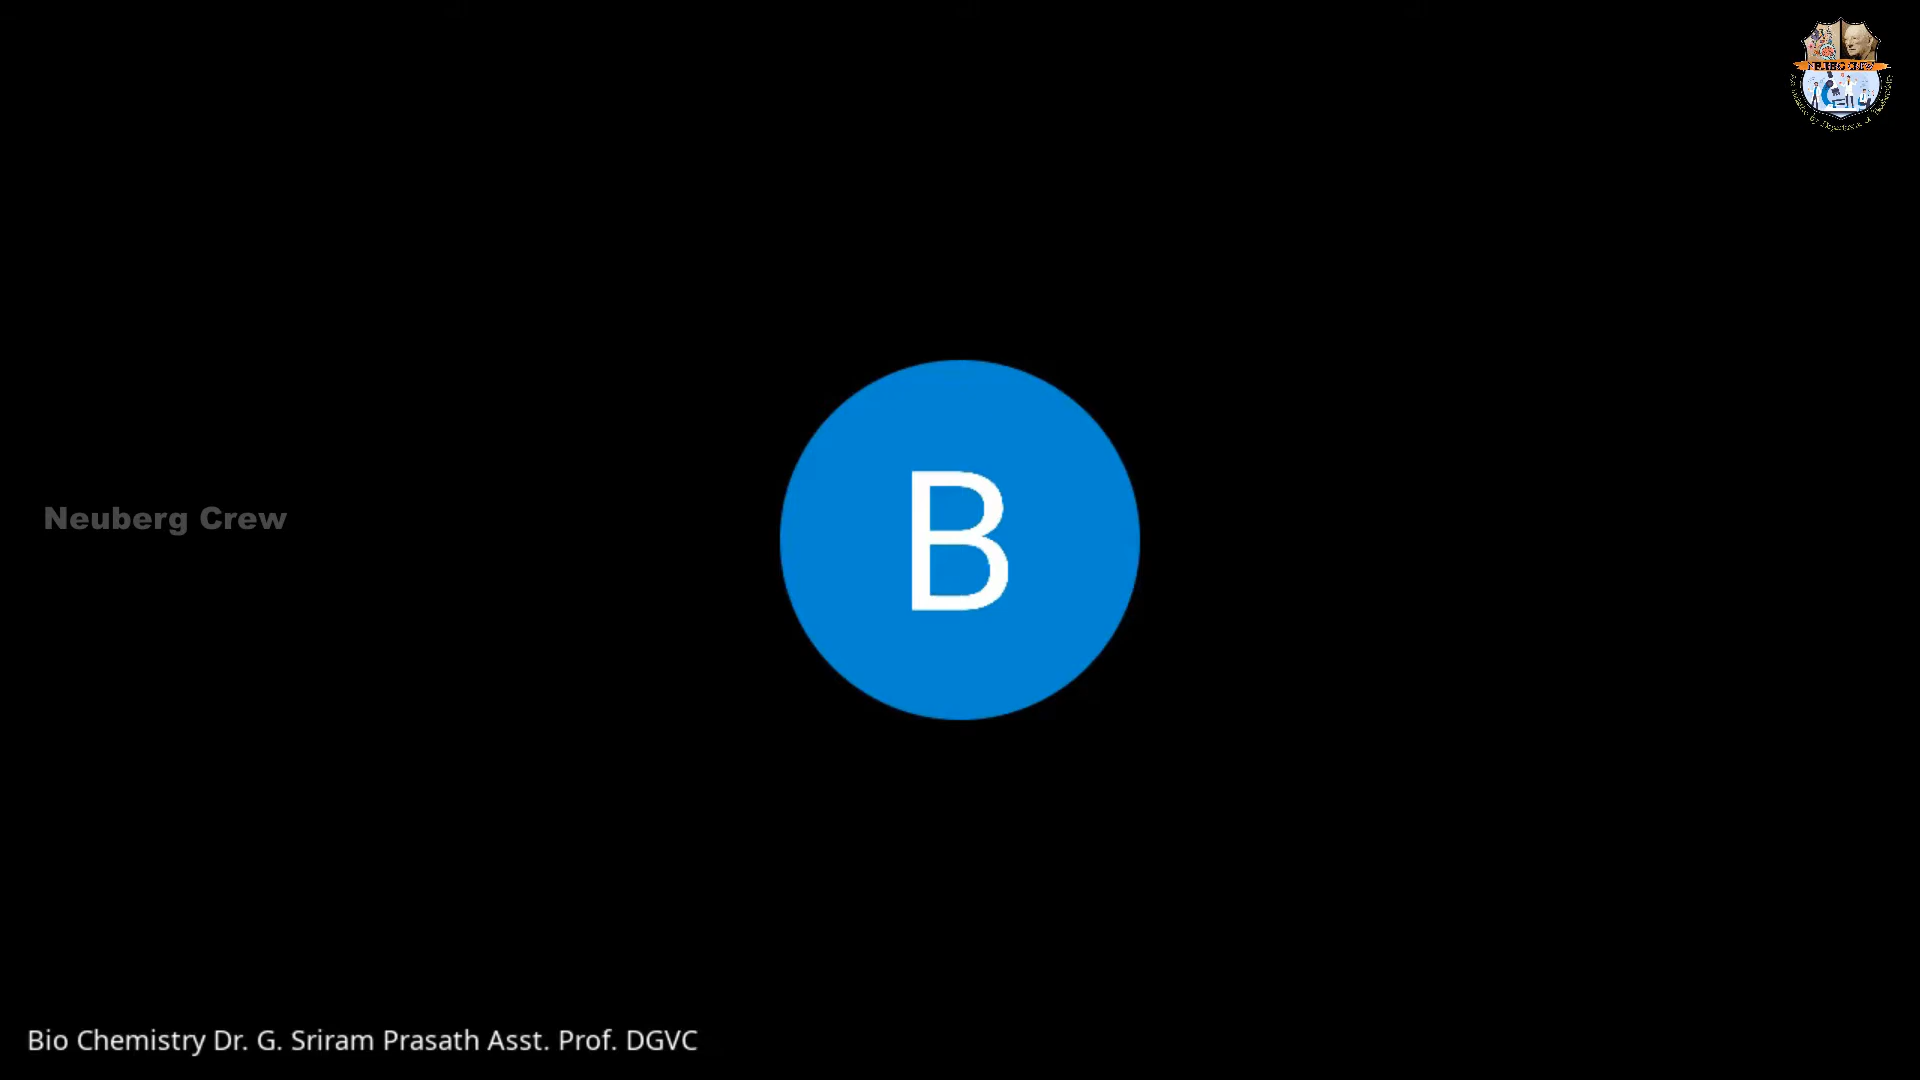 Neuberg Crew
B
Bio Chemistry Dr. G. Sriram Prasath Asst. Prof. DGVC